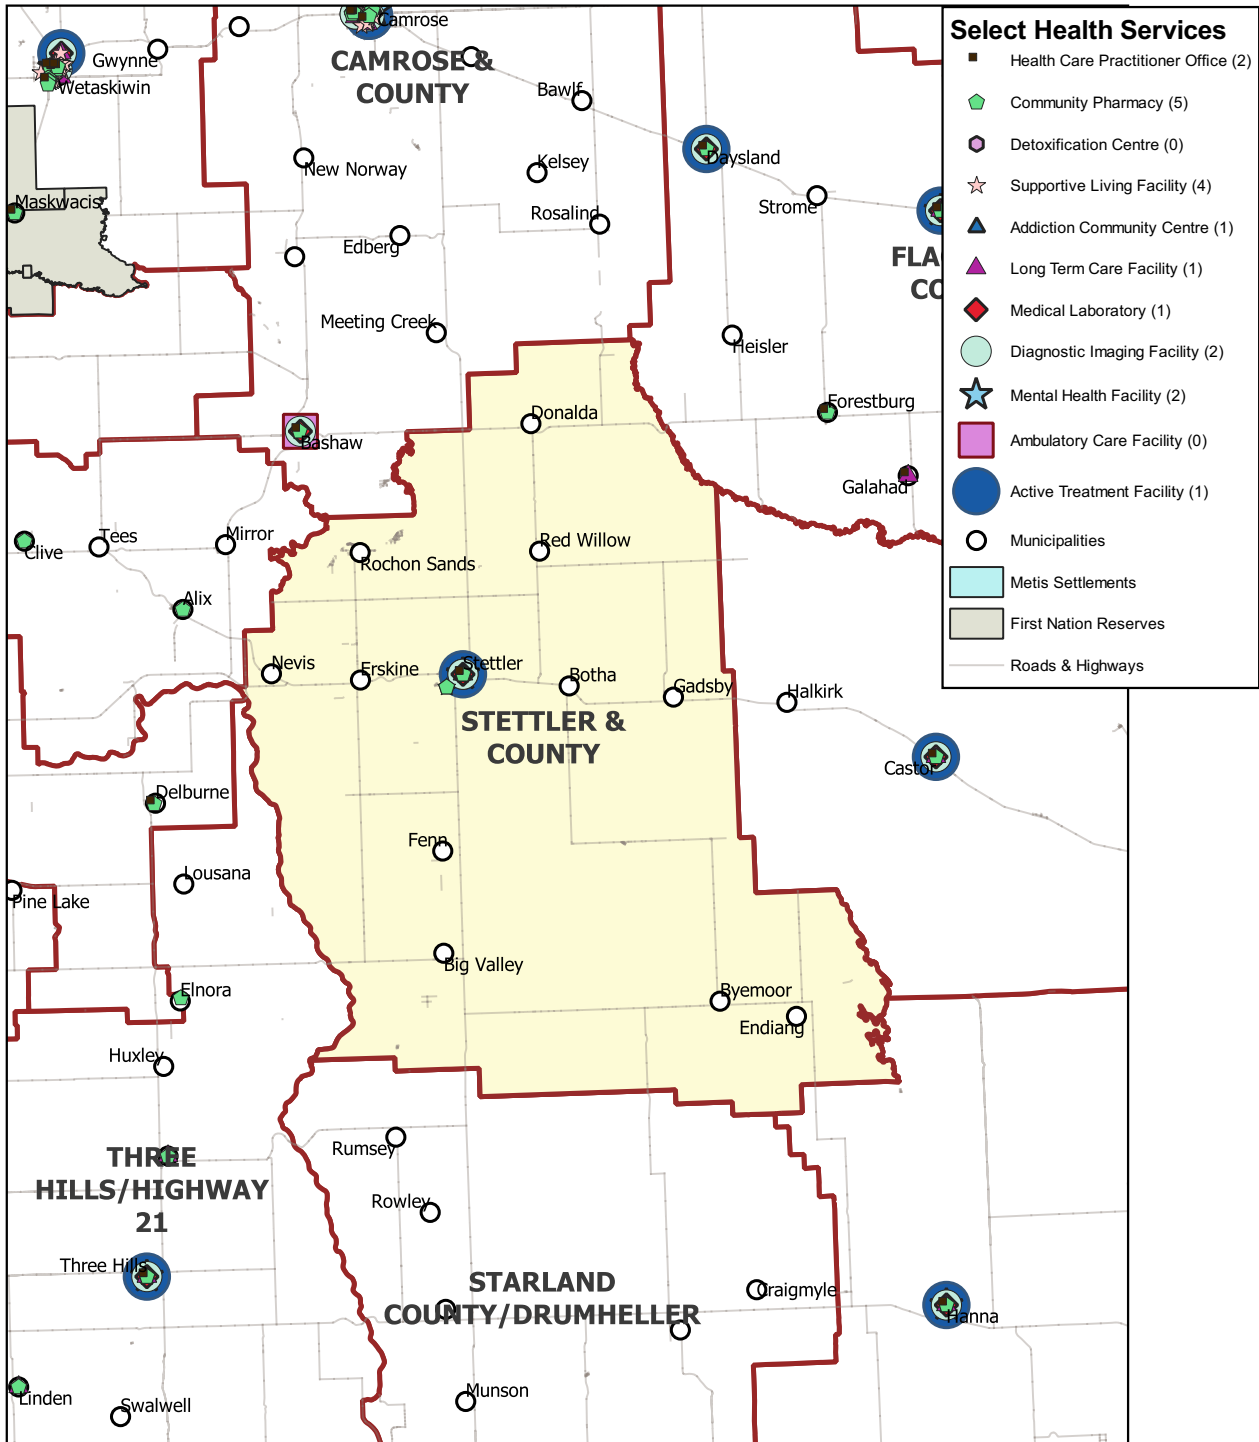 Select Health Services
Health Care Practitioner Office (2)
Community Pharmacy (5)
Detoxification Centre (0)
Supportive Living Facility (4)
Addiction Community Centre (1)
Long Term Care Facility (1)
Medical Laboratory (1)
Diagnostic Imaging Facility (2)
Mental Health Facility (2)
Ambulatory Care Facility (0)
Active Treatment Facility (1)
Municipalities
Metis Settlements
First Nation Reserves
Roads & Highways
Camrose
Gwynne
CAMROSE &
COUNTY
Wetaskiwin
Bawlf
Daysland
New Norway
Kelsey
Maskwacis
Strome
Rosalind
Edberg
FLA
CO
Meeting Creek
Heisler
Forestburg
Donalda
Bashaw
Galahad
Tees
Mirror
Red Willow
Clive
Rochon Sands
Alix
Nevis
Erskine
Stettler
Botha
Gadsby
Halkirk
STETTLER &
COUNTY
Castor
Delburne
Fenn
Lousana
Pine Lake
Big Valley
Elnora
Byemoor
Endiang
Huxley
Rumsey
THREE
HILLS/HIGHWAY
21
Rowley
Three Hills
STARLAND
COUNTY/DRUMHELLER
Craigmyle
Hanna
Linden
Swalwell
Munson